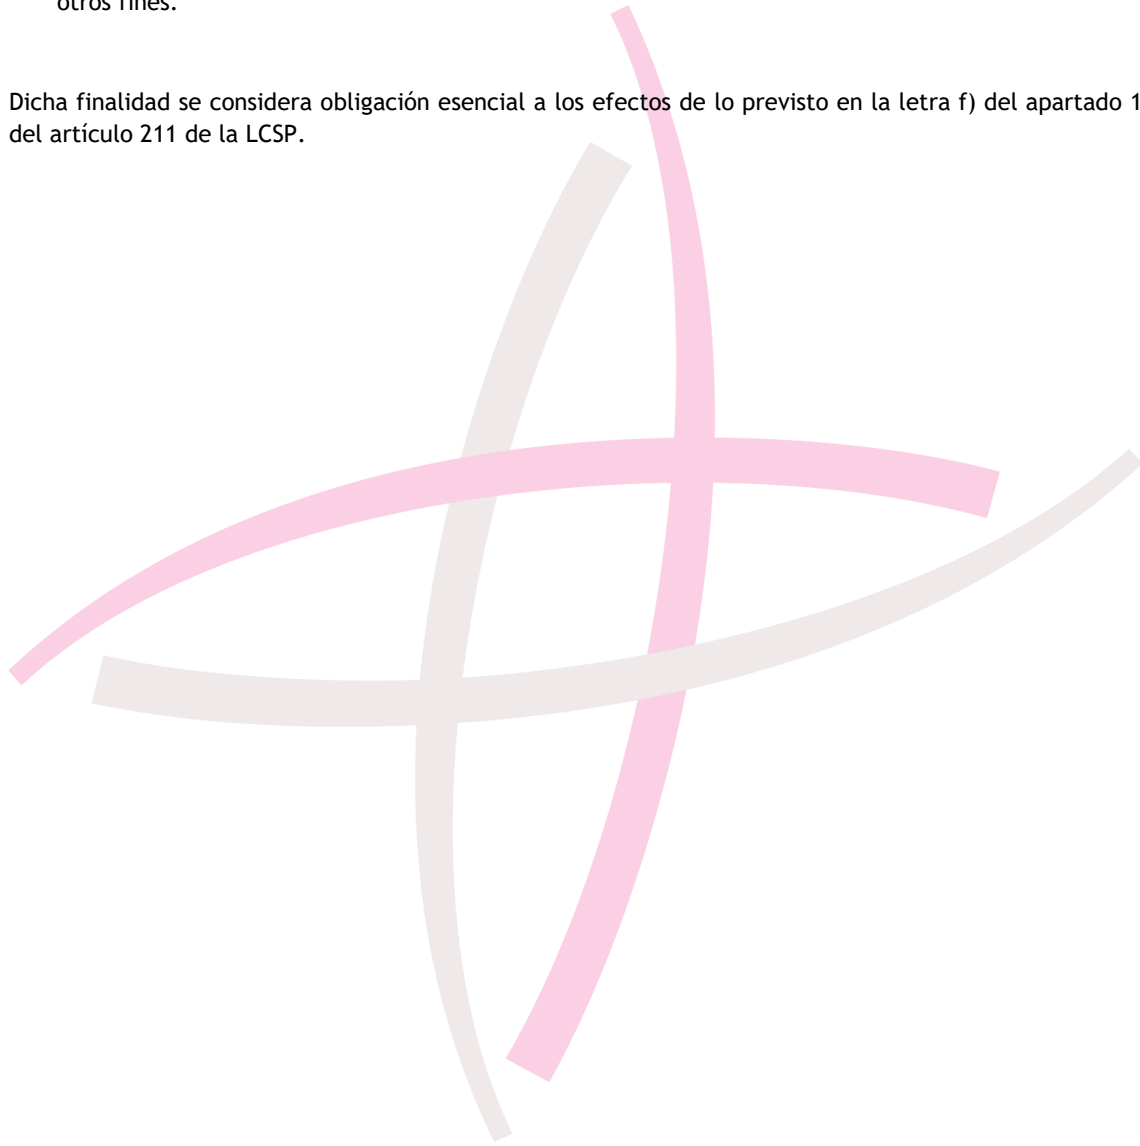 otros fines.
Dicha finalidad se considera obligación esencial a los efectos de lo previsto en la letra f) del apartado 1
del artículo 211 de la LCSP.